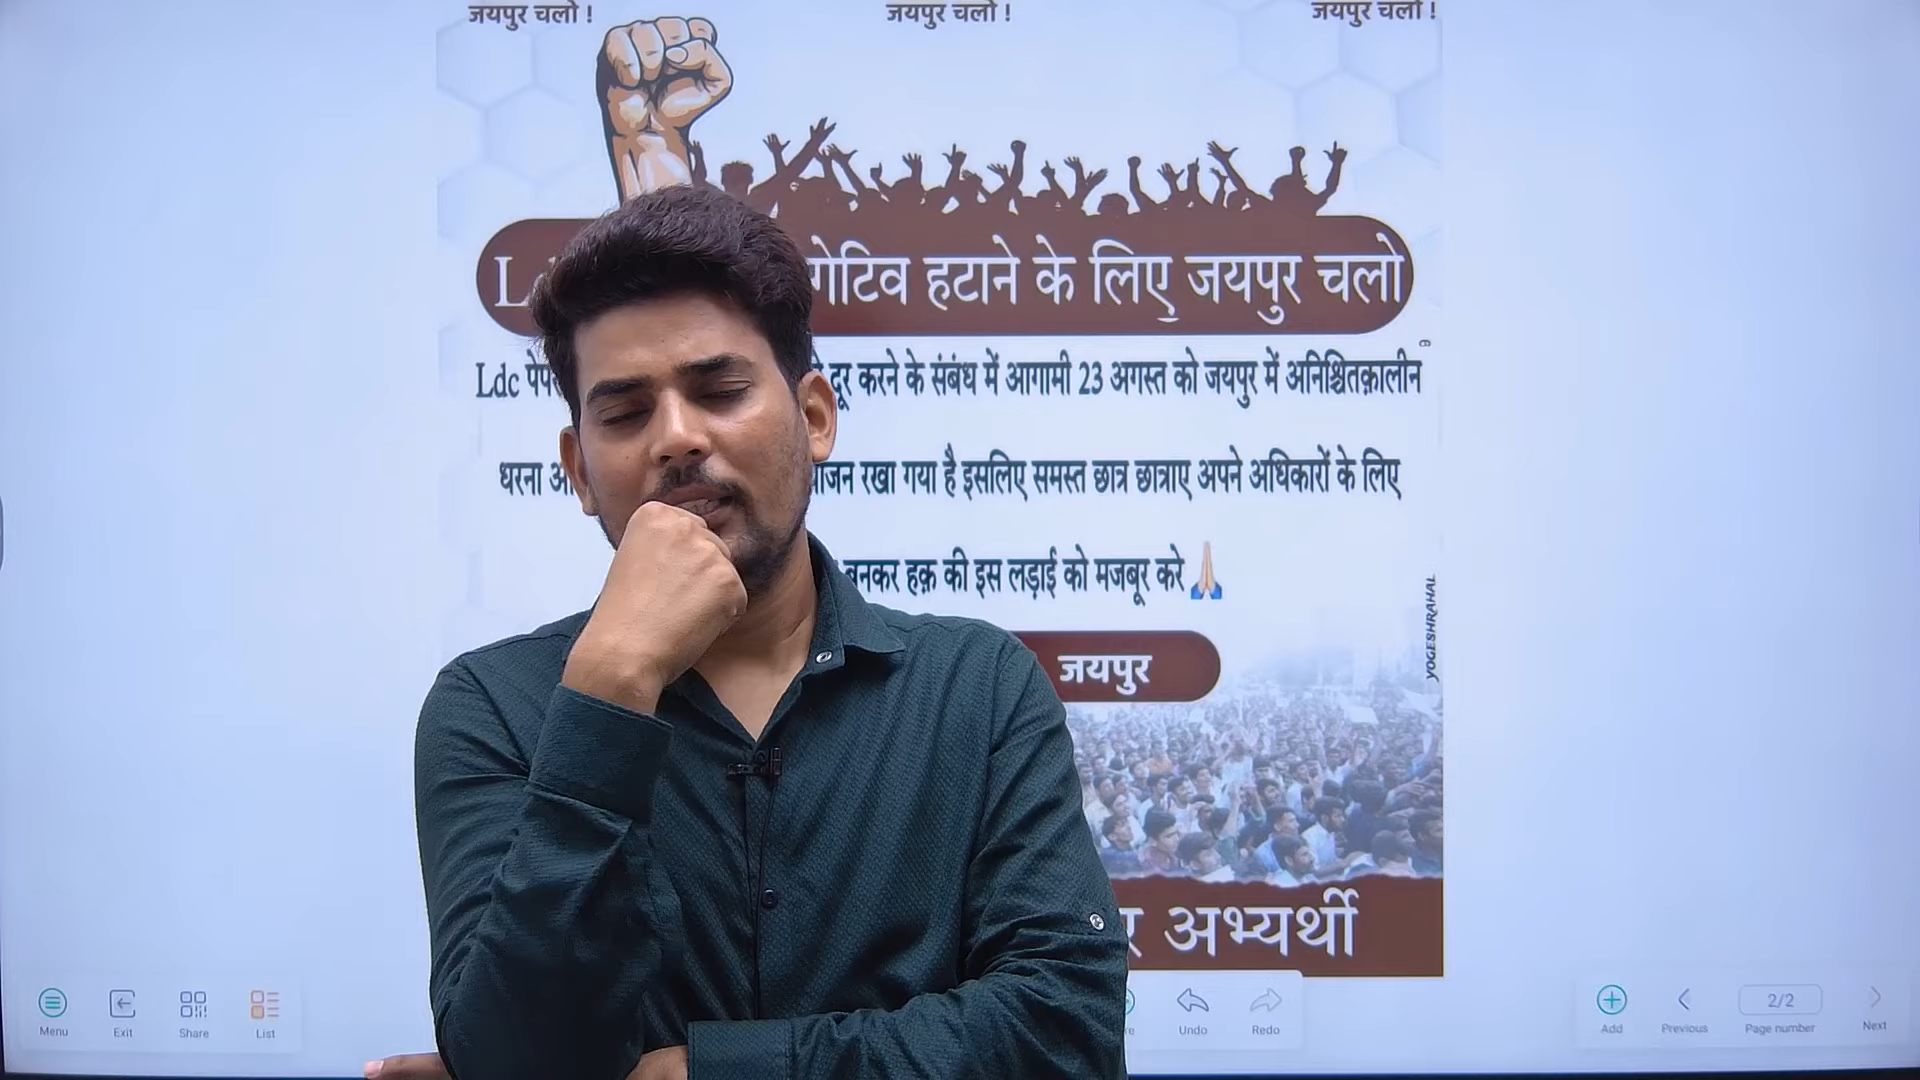 जयपुर चलो ! जयपुर चलो ! जयपुर चलो !
गेटिव हटाने के लिए जयपुर चलो
Ldc दूर करने के संबंध में आगामी 23 अगस्त को जयपुर में अनिश्चितक़ालीन
धरना रखा गया है इसलिए समस्त छात्र छात्राए अपने अधिकारों के लिए
बनकर हक़ की इस लड़ाई को मजबूर करे 🙏
YOGESHRAHAL
जयपुर
अभ्यर्थी
Menu Exit Share List Undo Redo Add Previous 2/2 Page number Next